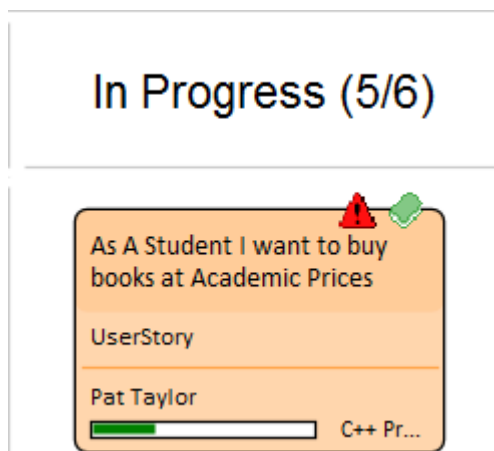 In Progress (5/6)
As A Student I want to buy
books at Academic Prices
UserStory
Pat Taylor
C++ Pr...